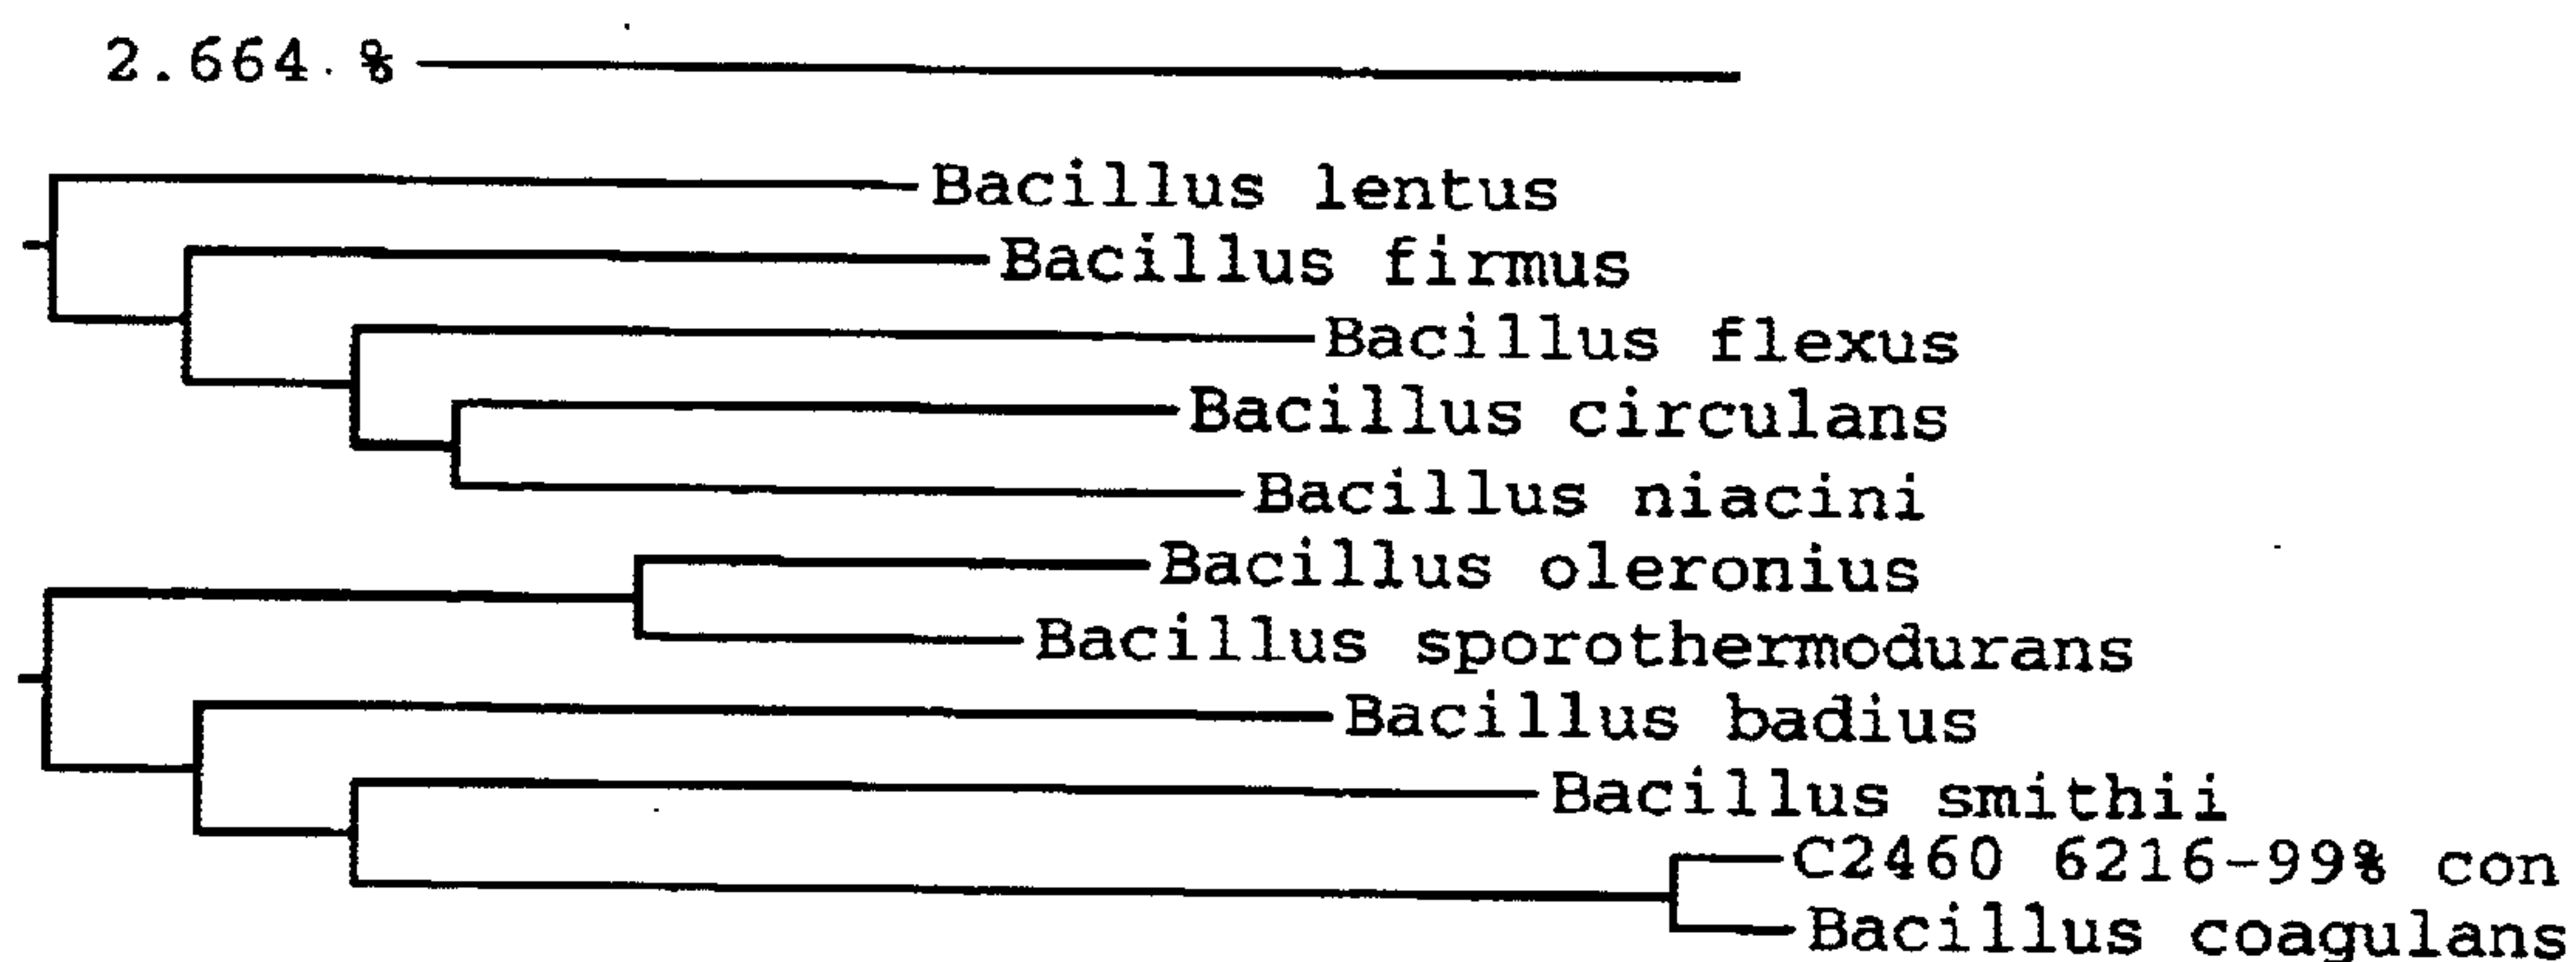 2.664 %
Bacillus lentus
Bacillus firmus
Bacillus flexus
Bacillus circulans
Bacillus niacini
Bacillus oleronius
Bacillus sporothermodurans
Bacillus badius
Bacillus smithii
C2460 6216-99% con
Bacillus coagulans